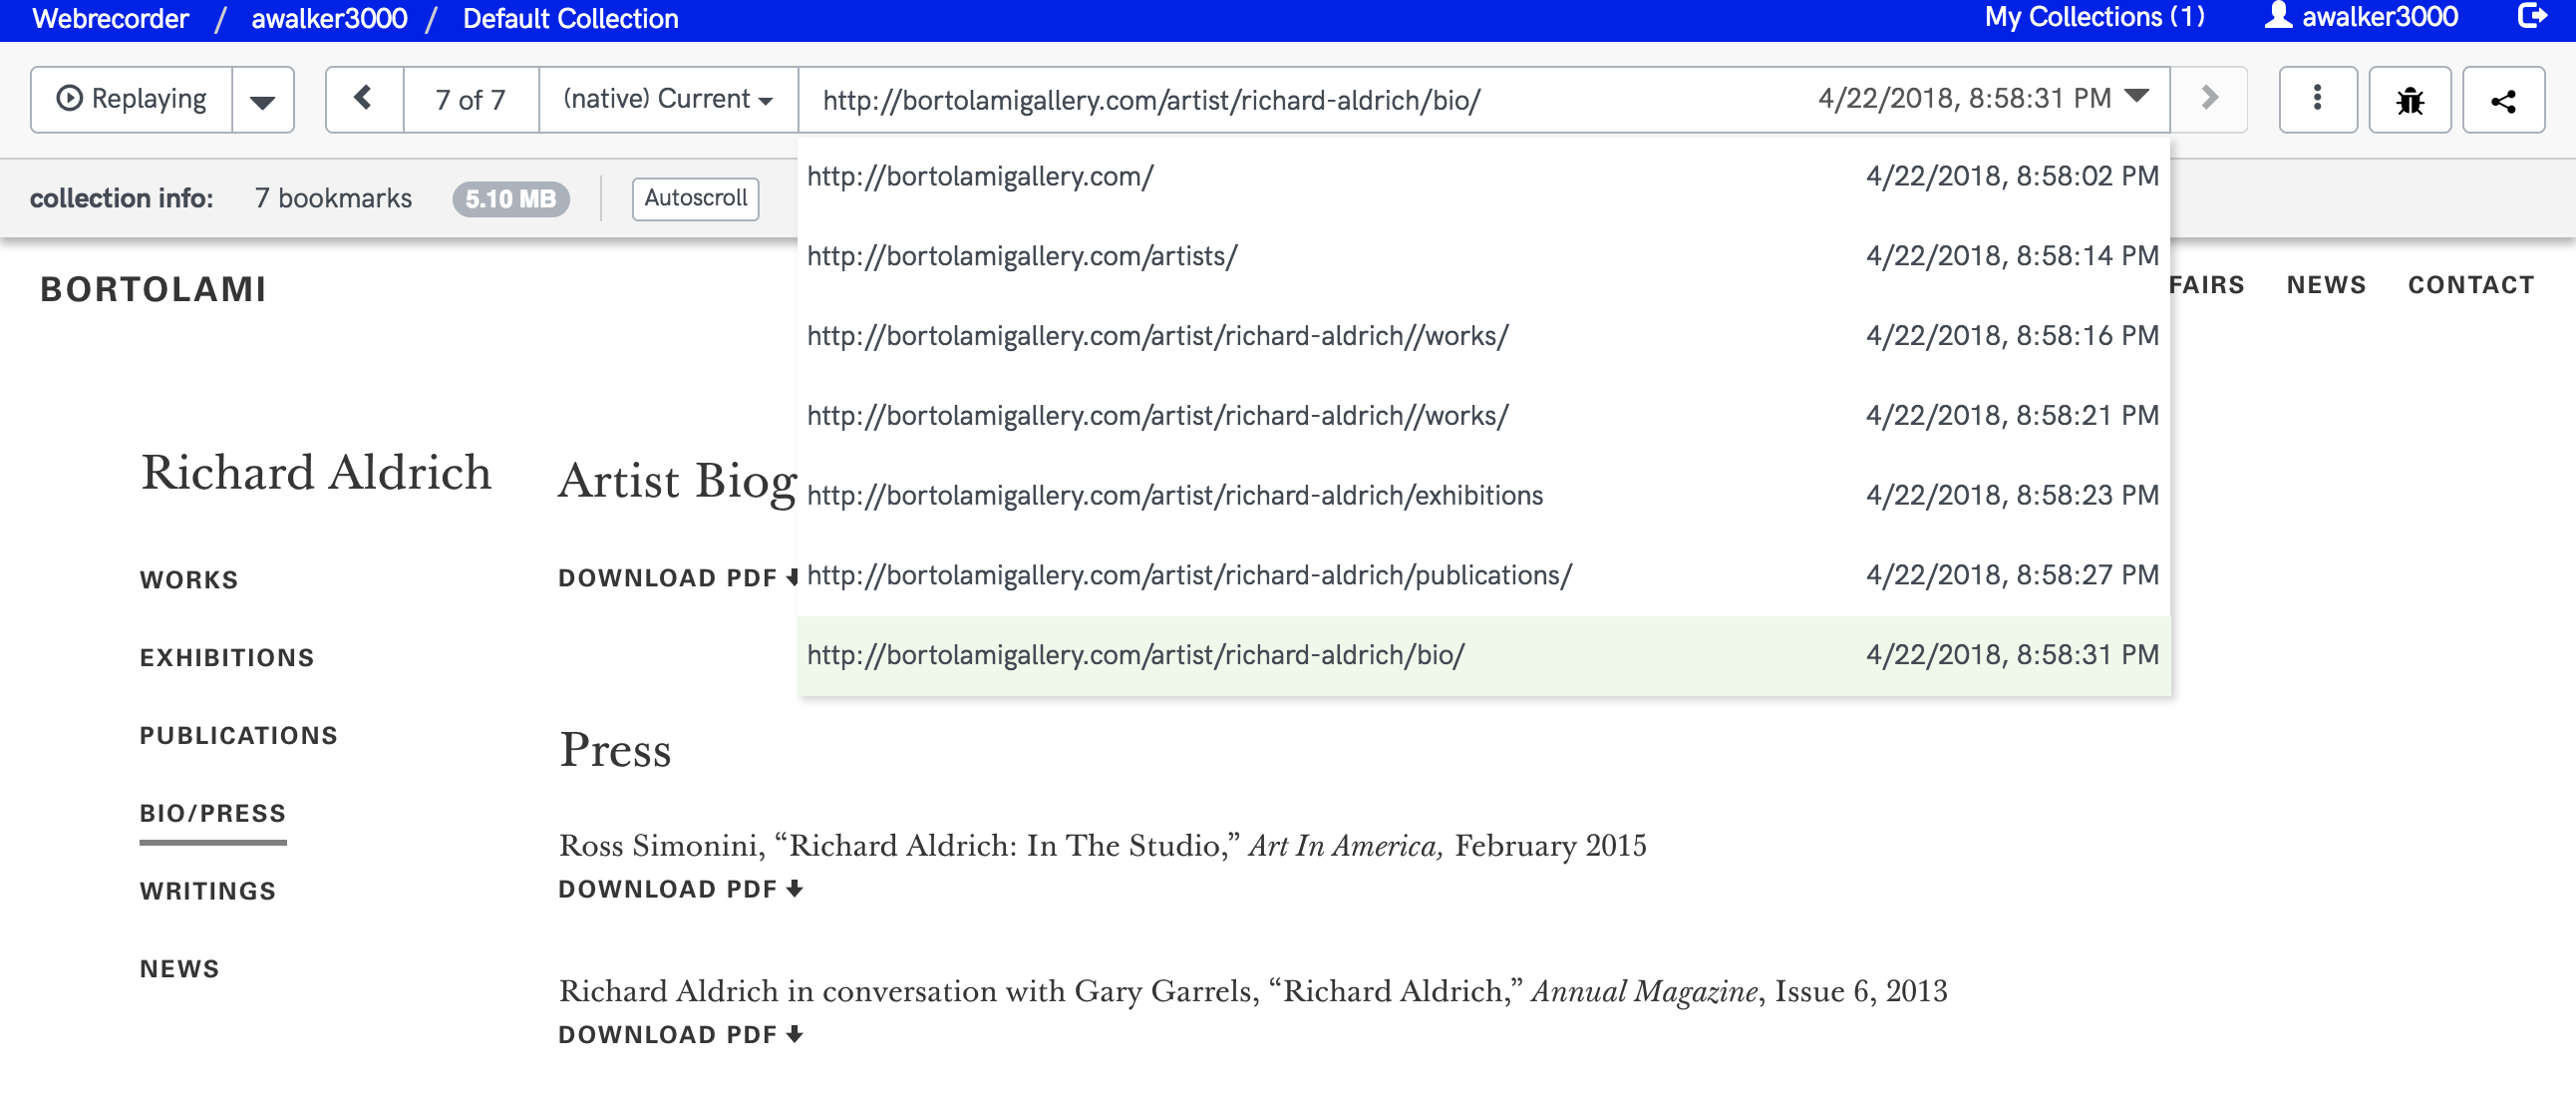 Webrecorder / awalker3000 / Default Collection
My Collections (1)
awalker3000
Replaying
7 of 7
(native) Current
http://bortolamigallery.com/artist/richard-aldrich/bio/
4/22/2018, 8:58:31 PM
http://bortolamigallery.com/ 4/22/2018, 8:58:02 PM
http://bortolamigallery.com/artists/ 4/22/2018, 8:58:14 PM
http://bortolamigallery.com/artist/richard-aldrich//works/ 4/22/2018, 8:58:16 PM
http://bortolamigallery.com/artist/richard-aldrich//works/ 4/22/2018, 8:58:21 PM
http://bortolamigallery.com/artist/richard-aldrich/exhibitions 4/22/2018, 8:58:23 PM
http://bortolamigallery.com/artist/richard-aldrich/publications/ 4/22/2018, 8:58:27 PM
http://bortolamigallery.com/artist/richard-aldrich/bio/ 4/22/2018, 8:58:31 PM
collection info: 7 bookmarks 5.10 MB Autoscroll
BORTOLAMI
FAIRS NEWS CONTACT
Richard Aldrich
WORKS
EXHIBITIONS
PUBLICATIONS
BIO/PRESS
WRITINGS
NEWS
Artist Biog
DOWNLOAD PDF
Press
Ross Simonini, “Richard Aldrich: In The Studio,” Art In America, February 2015
DOWNLOAD PDF
Richard Aldrich in conversation with Gary Garrels, “Richard Aldrich,” Annual Magazine, Issue 6, 2013
DOWNLOAD PDF